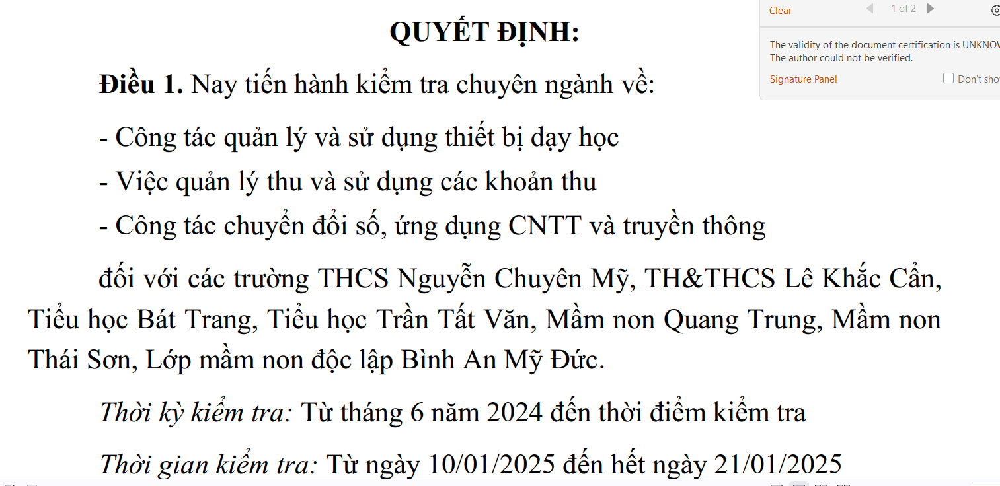 QUYẾT ĐỊNH:
Điều 1. Nay tiến hành kiểm tra chuyên ngành về:
- Công tác quản lý và sử dụng thiết bị dạy học
- Việc quản lý thu và sử dụng các khoản thu
- Công tác chuyển đổi số, ứng dụng CNTT và truyền thông
đối với các trường THCS Nguyễn Chuyên Mỹ, TH&THCS Lê Khắc Cẩn,
Tiểu học Bát Trang, Tiểu học Trần Tất Văn, Mầm non Quang Trung, Mầm non
Thái Sơn, Lớp mầm non độc lập Bình An Mỹ Đức.
Thời kỳ kiểm tra: Từ tháng 6 năm 2024 đến thời điểm kiểm tra
Thời gian kiểm tra: Từ ngày 10/01/2025 đến hết ngày 21/01/2025
Clear
1 of 2
The validity of the document certification is
The author could not be verified.
Signature Panel
Don't